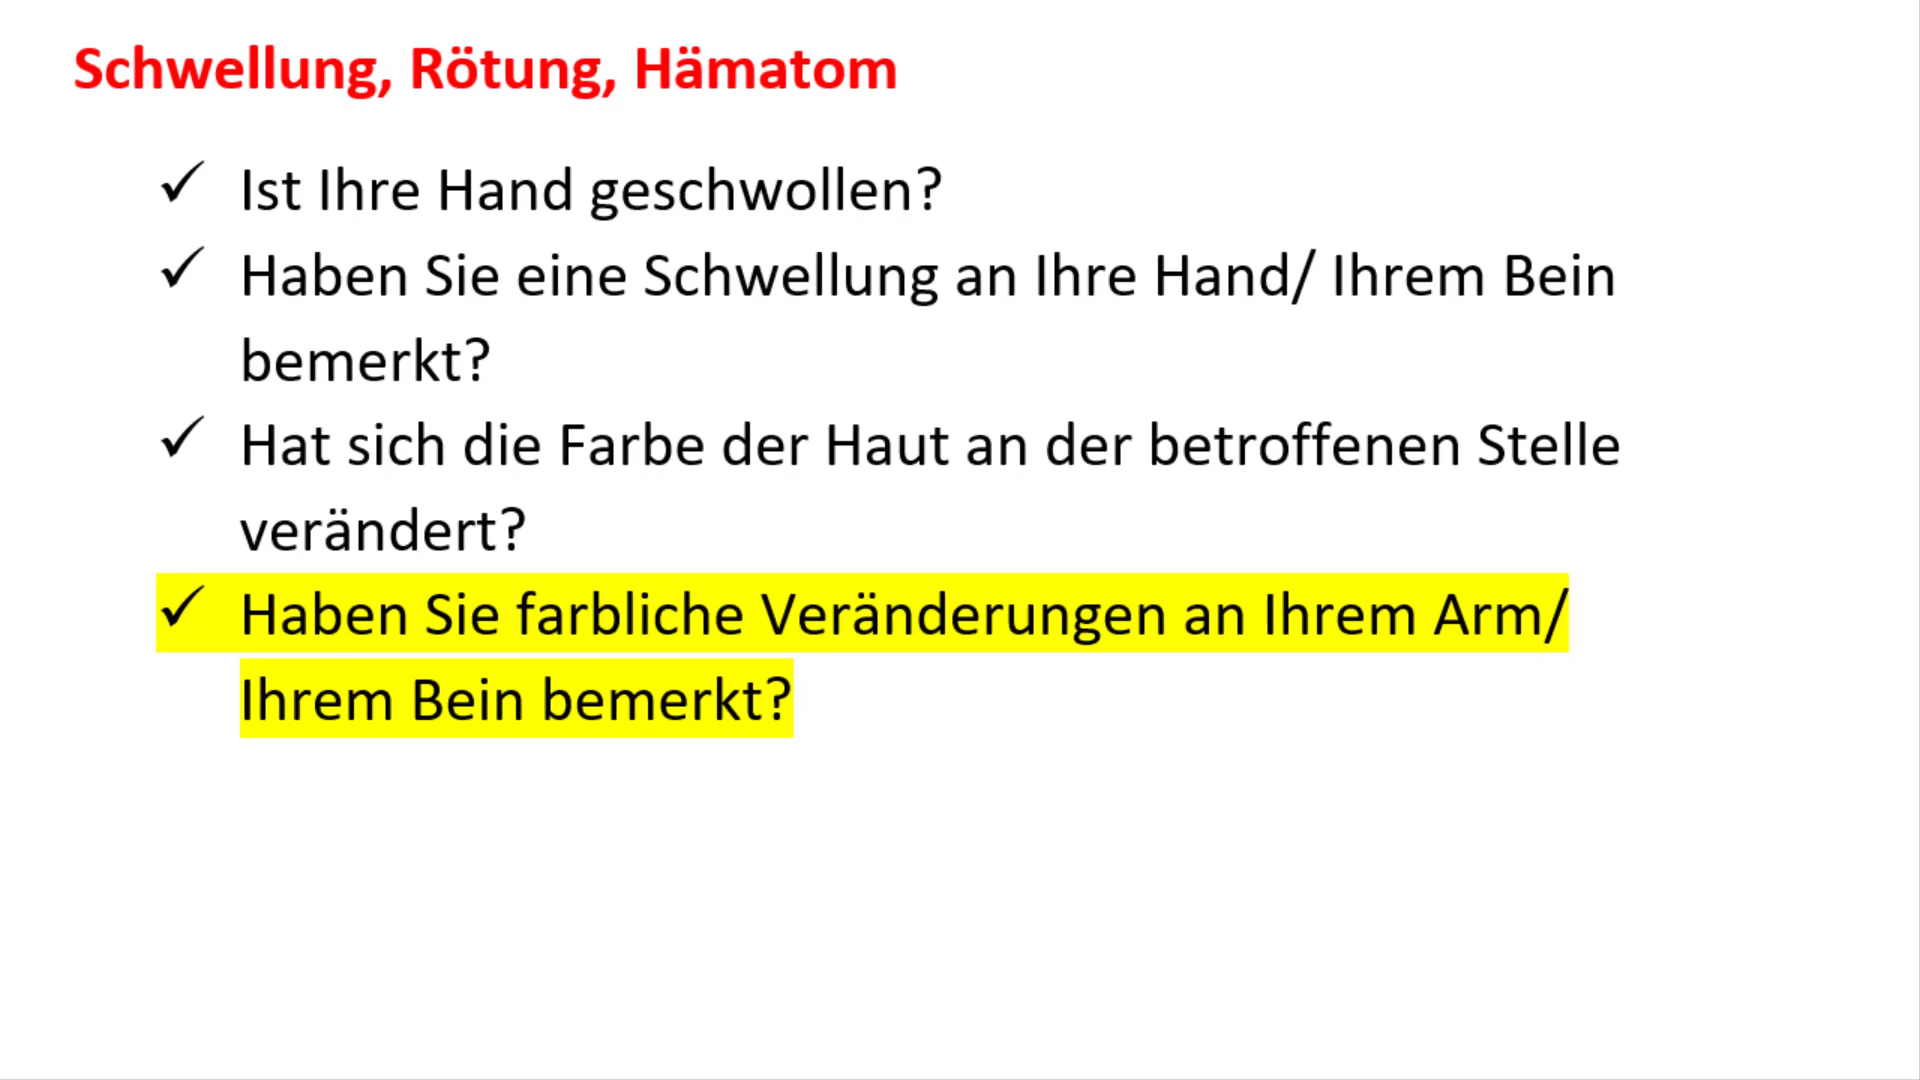 Schwellung, Rötung, Hämatom
✓ Ist Ihre Hand geschwollen?
✓ Haben Sie eine Schwellung an Ihre Hand/ Ihrem Bein
bemerkt?
✓ Hat sich die Farbe der Haut an der betroffenen Stelle
verändert?
✓ Haben Sie farbliche Veränderungen an Ihrem Arm/
Ihrem Bein bemerkt?